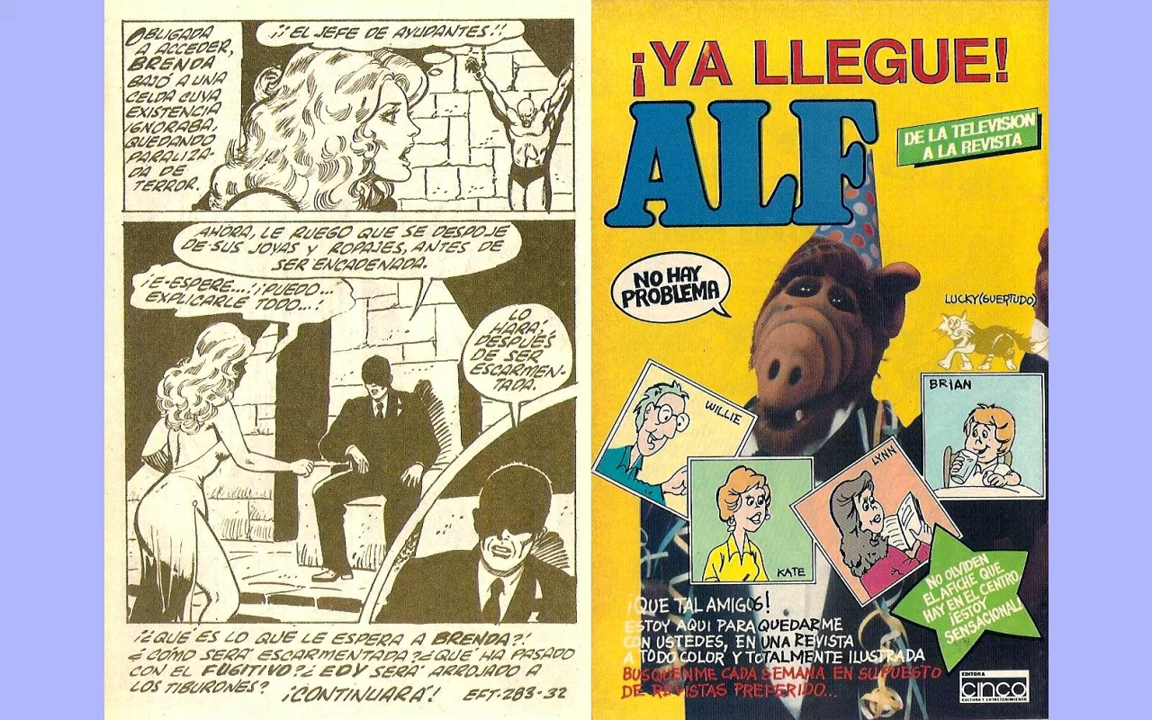 OBLIGADA
A ACCEDER,
BRENDA
BAJÓ A UNA
CELDA CUYA
EXISTENCIA
IGNORABA,
QUEDANDO
PARALIZA-
DA DE
TERROR.
¡¡EL JEFE DE AYUDANTES!!
AHORA, LE RUEGO QUE SE DESPOJE
DE SUS JOYAS Y ROPAJES, ANTES DE
SER ENCADENADA.
¡E-ESPERE...! ¡PUEDO...
EXPLICARLE TODO...!
LO
HARÁ,
DESPUÉS
DE SER
ESCARMEN-
TADA.
¿¡QUÉ ES LO QUE LE ESPERA A BRENDA?!
¿CÓMO SERÁ ESCARMENTADA? ¿QUÉ HA PASADO
CON EL FUGITIVO? ¿EDY SERÁ ARROJADO A
LOS TIBURONES?
¡CONTINUARÁ!
EFT-283-32
¡YA LLEGUE!
ALF
DE LA TELEVISION
A LA REVISTA
NO HAY
PROBLEMA
LUCKY (SUERTUDO)
WILLIE
BRIAN
LYNN
KATE
NO OLVIDEN
EL AFICHE QUE
HAY EN EL CENTRO
¡ESTOY
SENSACIONAL!
¡QUE TAL AMIGOS!
ESTOY AQUI PARA QUEDARME
CON USTEDES, EN UNA REVISTA
A TODO COLOR Y TOTALMENTE ILUSTRADA
BUSQUENME CADA SEMANA EN SU PUESTO
DE REVISTAS PREFERIDO...
EDITORA
CINCO
CULTURA Y ENTRETENIMIENTO